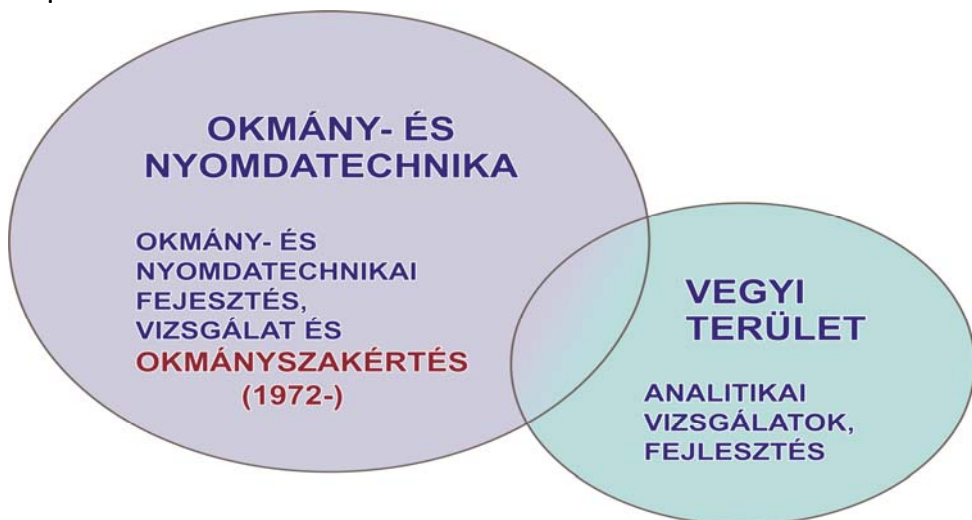 OKMÁNY- ÉS
NYOMDATECHNIKA
OKMÁNY- ÉS
NYOMDATECHNIKAI
FEJESZTÉS,
VIZSGÁLAT ÉS
OKMÁNYSZAKÉRTÉS
(1972-)
VEGYI
TERÜLET
ANALITIKAI
VIZSGÁLATOK,
FEJLESZTÉS